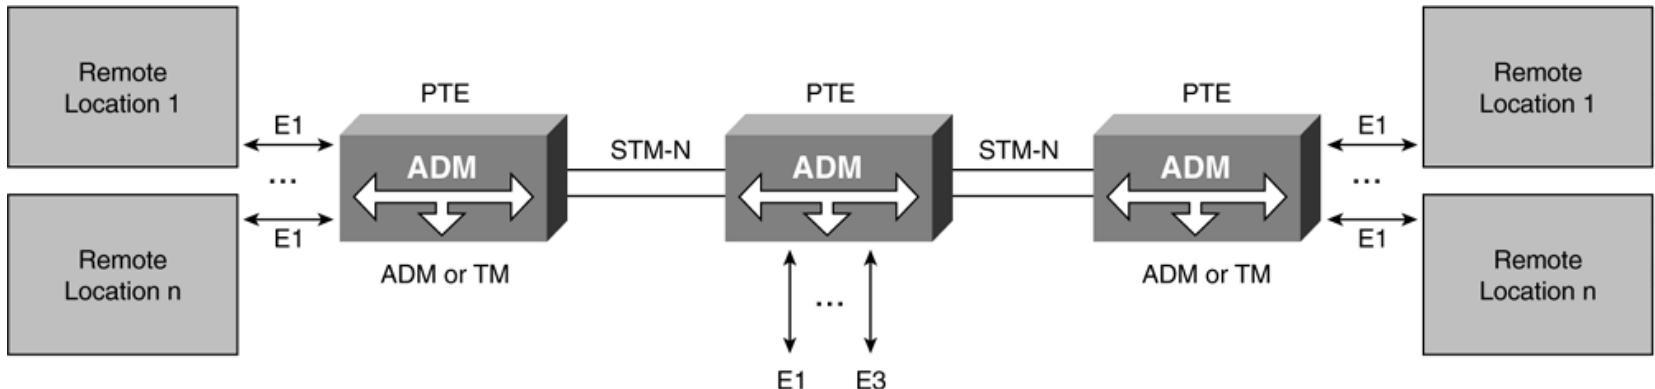 Remote
Location 1
Remote
Location n
E1
...
E1
PTE
ADM
ADM or TM
STM-N
PTE
ADM
E1
...
E3
STM-N
PTE
ADM
ADM or TM
E1
...
E1
Remote
Location 1
Remote
Location n